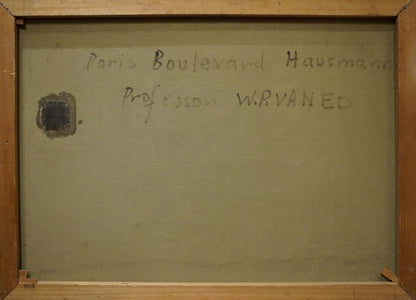 Paris Boulevard Hausmann
Professor W.P.VANED